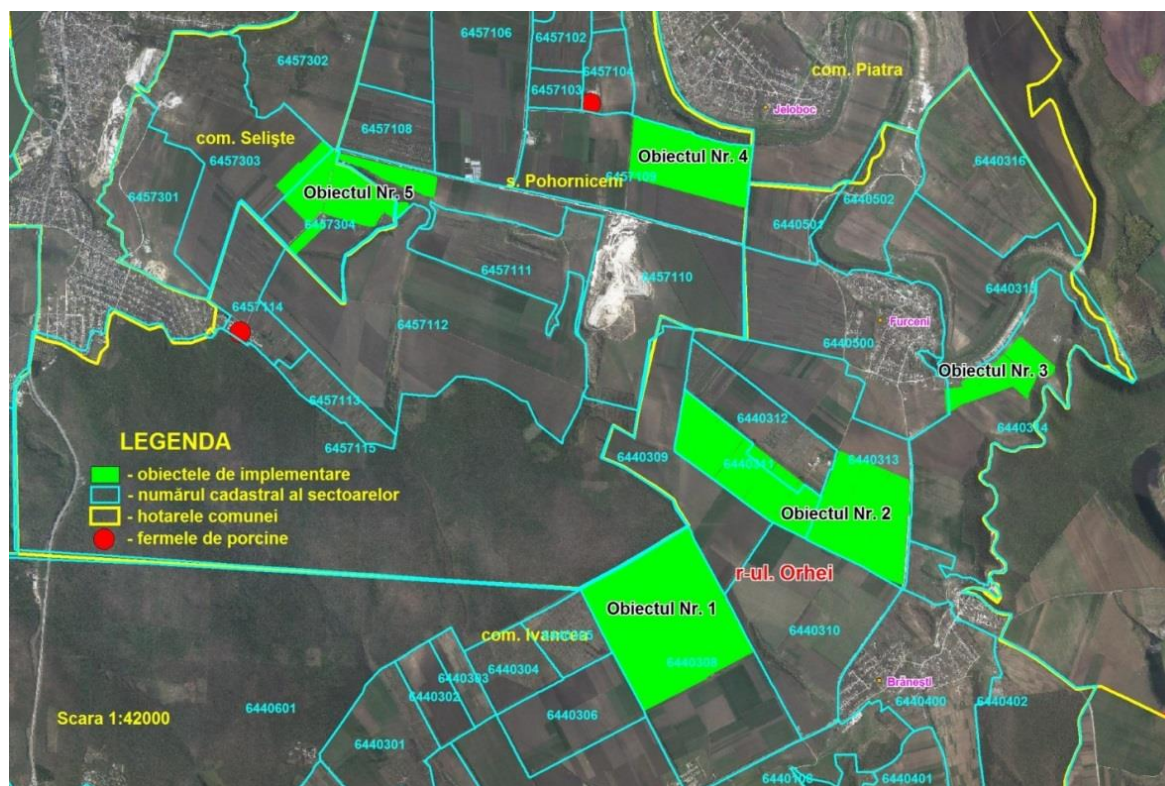 6457106
6457102
6457302
com. Piatra
6457104
6457103
Jeloboc
6457108
com. Selişte
6457303
Obiectul Nr. 4
6440316
6457109
s. Pohorniceni
6457301
Obiectul Nr. 5
6440502
6457304
6440501
6457111
6457110
6457114
Furceni
6457112
6440500
Obiectul Nr. 3
6457113
6440312
6440314
LEGENDA
6457115
6440309
6440313
- obiectele de implementare
- numărul cadastral al sectoarelor
- hotarele comunei
- fermele de porcine
Obiectul Nr. 2
r-ul. Orhei
Obiectul Nr. 1
com. Ivancea
6440310
6440308
6440304
6440303
6440302
Brăneşti
6440601
6440306
6440400
6440402
Scara 1:42000
6440301
6440401